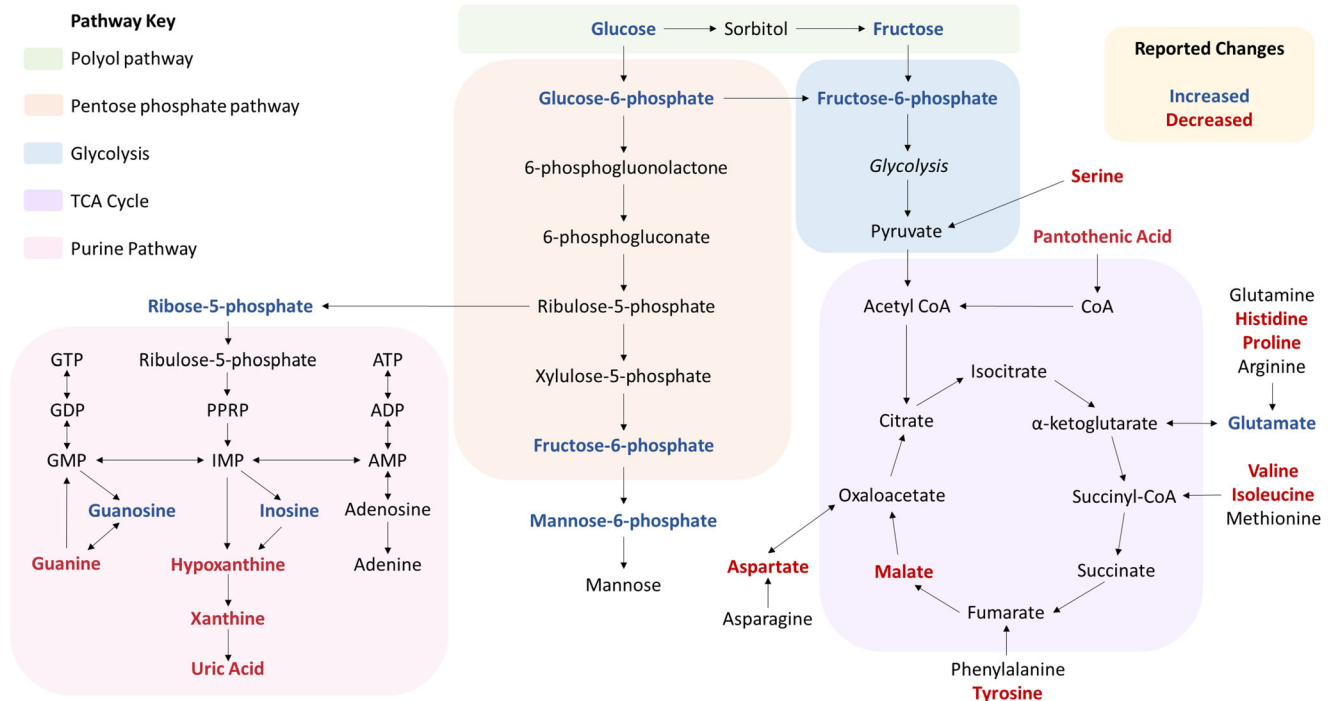 Pathway Key
Polyol pathway
Pentose phosphate pathway
Glycolysis
TCA Cycle
Purine Pathway
Glucose
Sorbitol
Fructose
Reported Changes
Increased
Decreased
Glucose-6-phosphate
Fructose-6-phosphate
6-phosphogluonolactone
Glycolysis
Serine
6-phosphogluconate
Pyruvate
Pantothenic Acid
Ribose-5-phosphate
Ribulose-5-phosphate
Acetyl CoA
CoA
Glutamine
Histidine
Proline
Arginine
Glutamate
GTP
Ribulose-5-phosphate
ATP
Xylulose-5-phosphate
Isocitrate
GDP
PPRP
ADP
Citrate
α-ketoglutarate
Fructose-6-phosphate
GMP
IMP
AMP
Valine
Isoleucine
Methionine
Oxaloacetate
Succinyl-CoA
Guanosine
Inosine
Adenosine
Mannose-6-phosphate
Guanine
Hypoxanthine
Adenine
Mannose
Aspartate
Malate
Succinate
Asparagine
Fumarate
Xanthine
Uric Acid
Phenylalanine
Tyrosine